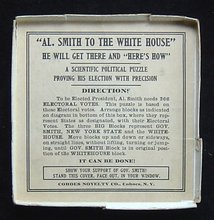 "AL. SMITH TO THE WHITE HOUSE"
HE WILL GET THERE AND "HERE'S HOW"
A SCIENTIFIC POLITICAL PUZZLE
PROVING HIS ELECTION WITH PRECISION
DIRECTION!
To be Elected President, Al. Smith needs 266
ELECTORAL VOTES. This puzzle is based on
these Electoral votes. Arrange blocks as indicated
on diagram in bottom of this box, where they rep-
resent States as designated, with their Electoral
Votes. The three BIG Blocks represent GOV.
SMITH, NEW YORK STATE and the WHITE-
HOUSE. Move blocks up and down or sideways,
on straight lines, without lifting, turning or jump-
ing, until GOV. SMITH Block is in original posi-
tion of the WHITEHOUSE block.
IT CAN BE DONE!
SHOW YOUR SUPPORT OF GOV. SMITH!
STAND THIS COVER, FACE OUT, IN YOUR WINDOW.
NOVELTY CO., Cohoes, N.Y.